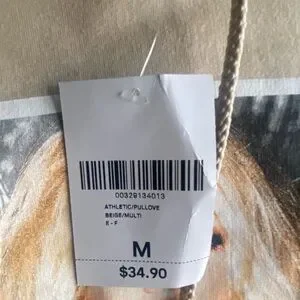 00329134013
ATHLETIC/PULLOVE
BEIGE/MULTI
E - F
M
$34.90